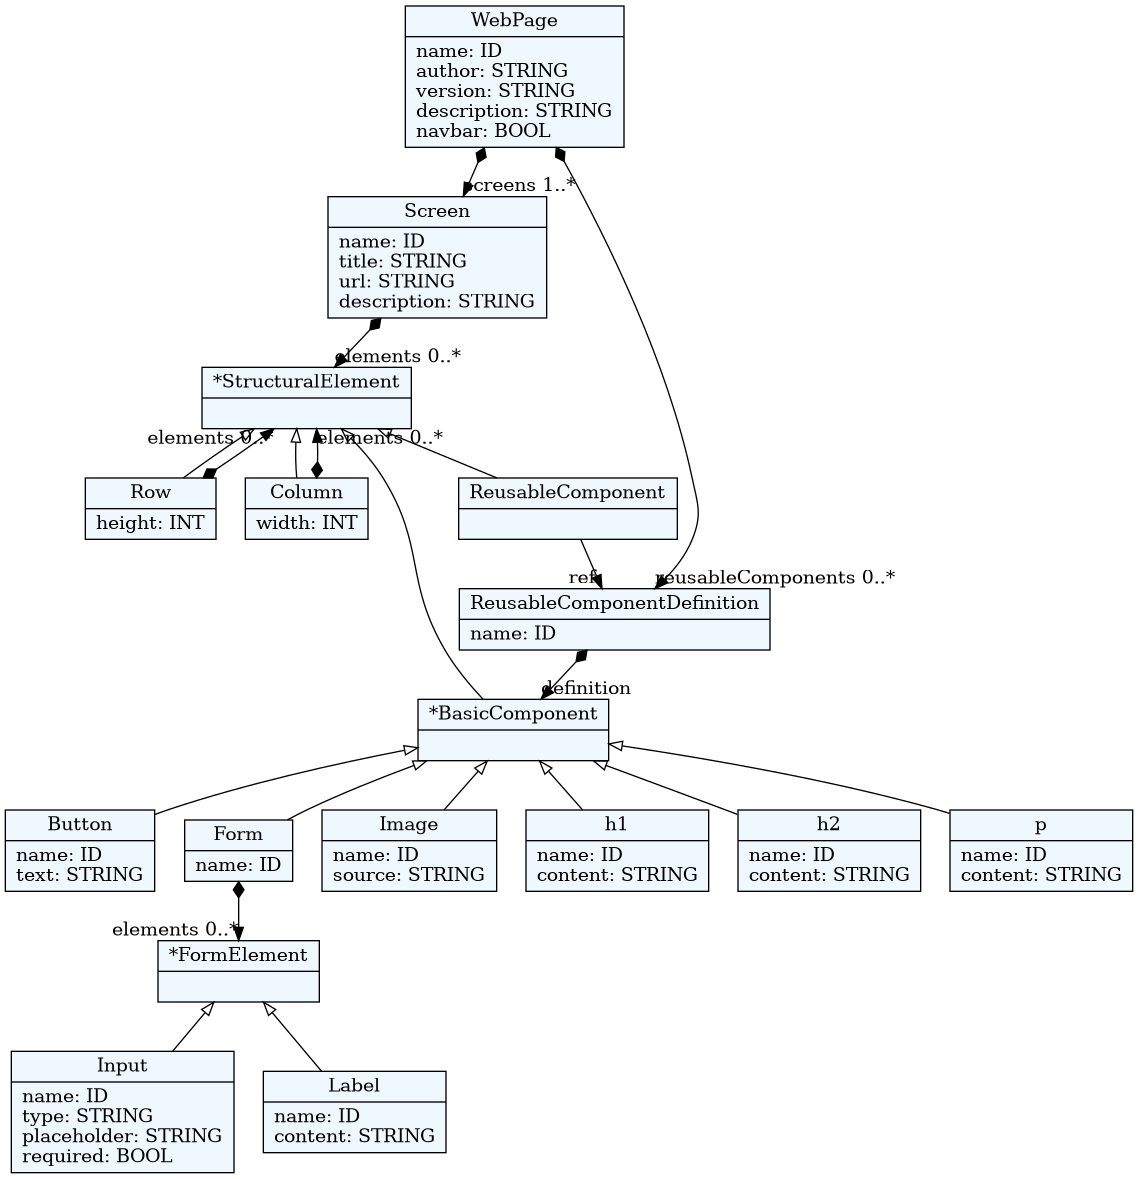 WebPage
name: ID
author: STRING
version: STRING
description: STRING
navbar: BOOL
screens 1..*
Screen
name: ID
title: STRING
url: STRING
description: STRING
elements 0..*
*StructuralElement
elements 0..*
elements 0..*
Row
height: INT
Column
width: INT
ReusableComponent
ref
reusableComponents 0..*
ReusableComponentDefinition
name: ID
definition
*BasicComponent
Button
name: ID
text: STRING
Form
name: ID
Image
name: ID
source: STRING
h1
name: ID
content: STRING
h2
name: ID
content: STRING
p
name: ID
content: STRING
elements 0..*
*FormElement
Input
name: ID
type: STRING
placeholder: STRING
required: BOOL
Label
name: ID
content: STRING